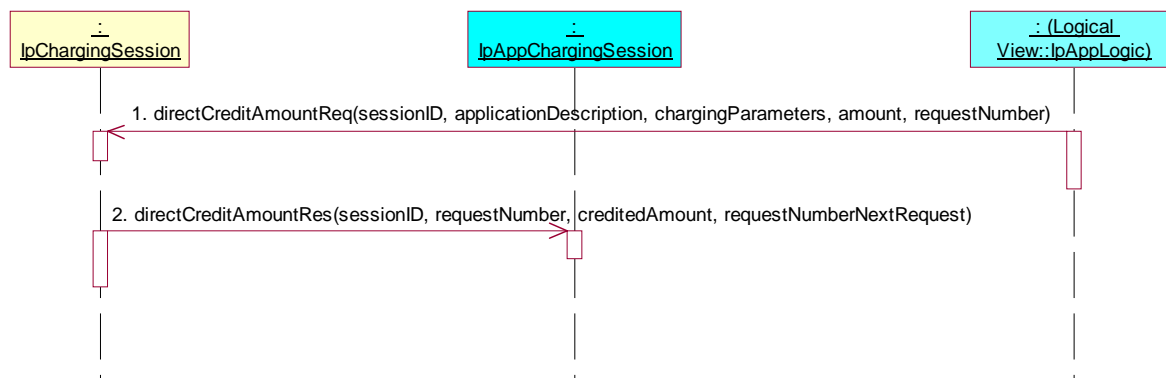 :
IpChargingSession
:
IpAppChargingSession
: (Logical
View::IpAppLogic)
1. directCreditAmountReq(sessionID, applicationDescription, chargingParameters, amount, requestNumber)
2. directCreditAmountRes(sessionID, requestNumber, creditedAmount, requestNumberNextRequest)